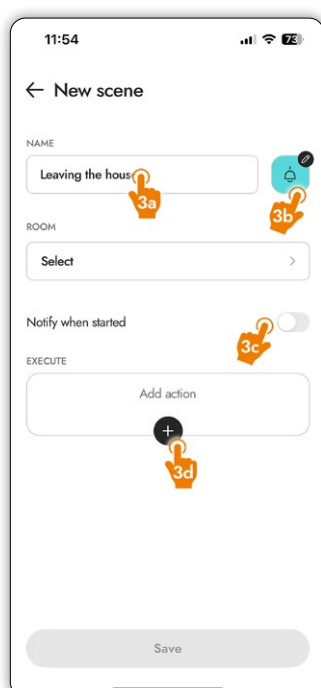 11:54
73
New scene
NAME
Leaving the hous
3a
3b
ROOM
Select
Notify when started
3c
EXECUTE
Add action
3d
Save